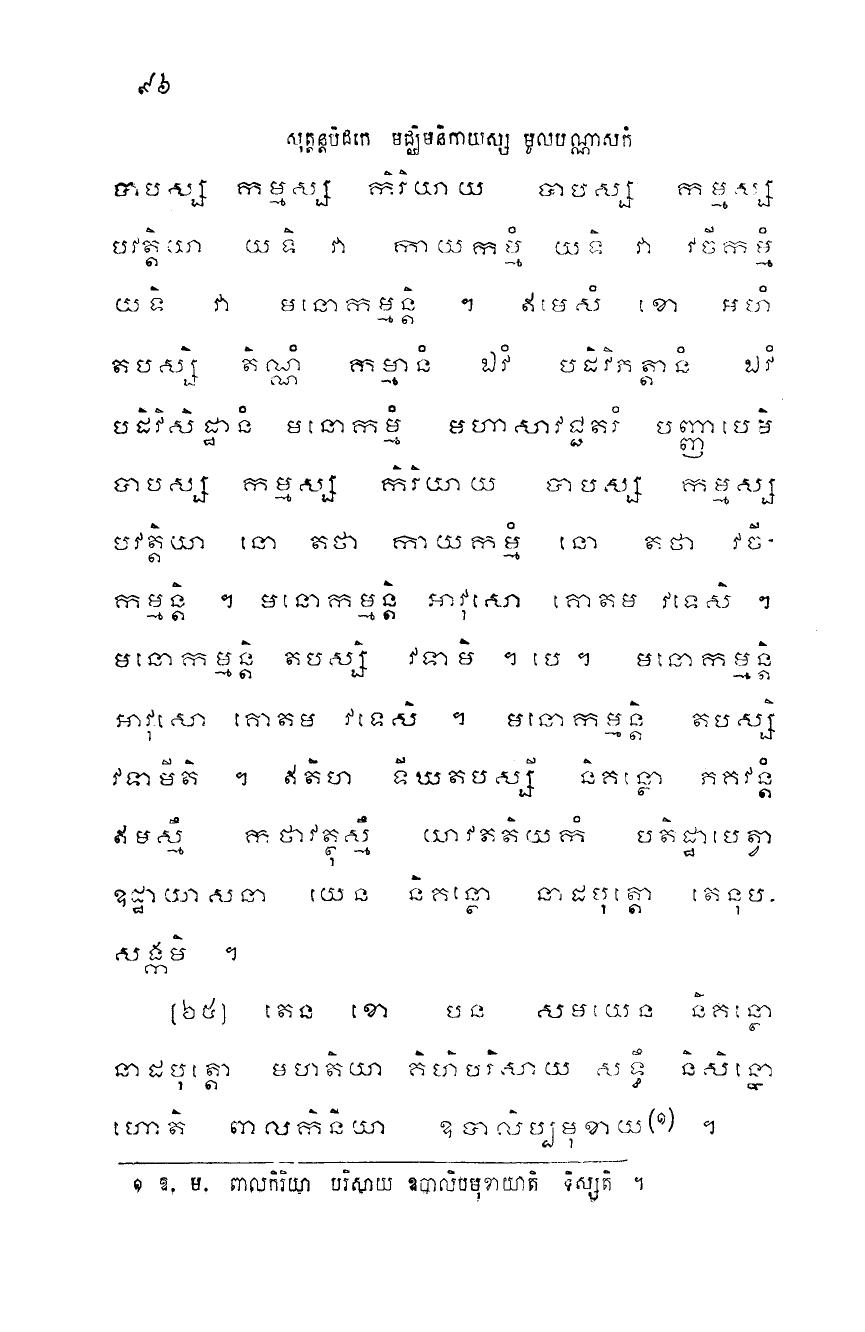 ៩៦
សុត្តន្តបិដកេ មជ្ឈិមនិកាយស្ស មូលបណ្ណាសកំ
បាបស្ស កម្មស្ស កិរិយាយ បាបស្ស កម្មស្ស
បវត្តិយា យទិ វា កាយកម្មំ យទិ វា វចីកម្មំ
យទិ វា មនោកម្មន្តិ ។ ឥមេសំ ខោ អហំ
តបស្សិ តិណ្ណំ កម្មានំ ឯវំ បដិវិភត្តានំ ឯវំ
បដិវិសិដ្ឋានំ មនោកម្មំ មហាសាវជ្ជតរំ បញ្ញាបេមិ
បាបស្ស កម្មស្ស កិរិយាយ បាបស្ស កម្មស្ស
បវត្តិយា នោ តថា កាយកម្មំ នោ តថា វចី-
កម្មន្តិ ។ មនោកម្មន្តិ អាវុសោ គោតម វទេសិ ។
មនោកម្មន្តិ តបស្សិ វទាមិ ។ បេ ។ មនោកម្មន្តិ
អាវុសោ គោតម វទេសិ ។ មនោកម្មន្តិ តបស្សិ
វទាមីតិ ។ ឥតិហ ទីឃតបស្សី និគន្ថោ ភគវន្តំ
ឥមស្មឹ កថាវត្ថុស្មឹ យាវតតិយកំ បតិដ្ឋាបេត្វា
ឧដ្ឋាយាសនា យេន និគន្ថោ នាដបុត្តោ តេនុប-
សង្កមិ ។
[៦៥] តេន ខោ បន សមយេន និគន្ថោ
នាដបុត្តោ មហតិយា គិហិបរិសាយ សទ្ធឹ និសិន្នោ
ហោតិ ពាលកិនិយា ឧបាលិប្បមុខាយ(១) ។
១ ឱ. ម. ពាលកិរិយា បរិសាយ ឧបាលិបមុខាយាតិ ទិស្សតិ ។